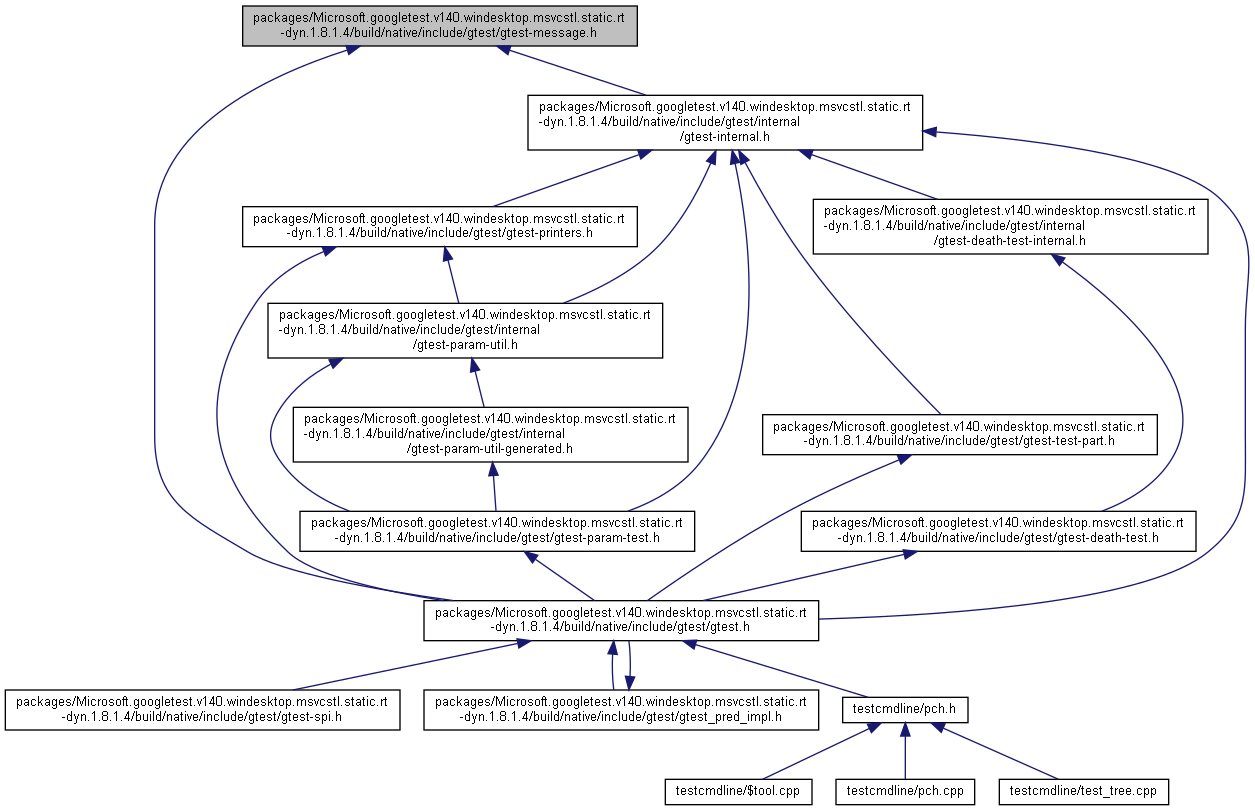 packages/Microsoft.googletest.v140.windesktop.msvcstl.static.rt
-dyn.1.8.1.4/build/native/include/gtest/gtest-message.h
packages/Microsoft.googletest.v140.windesktop.msvcstl.static.rt
-dyn.1.8.1.4/build/native/include/gtest/internal
/gtest-internal.h
packages/Microsoft.googletest.v140.windesktop.msvcstl.static.rt
-dyn.1.8.1.4/build/native/include/gtest/gtest-printers.h
packages/Microsoft.googletest.v140.windesktop.msvcstl.static.rt
-dyn.1.8.1.4/build/native/include/gtest/internal
/gtest-death-test-internal.h
packages/Microsoft.googletest.v140.windesktop.msvcstl.static.rt
-dyn.1.8.1.4/build/native/include/gtest/internal
/gtest-param-util.h
packages/Microsoft.googletest.v140.windesktop.msvcstl.static.rt
-dyn.1.8.1.4/build/native/include/gtest/internal
/gtest-param-util-generated.h
packages/Microsoft.googletest.v140.windesktop.msvcstl.static.rt
-dyn.1.8.1.4/build/native/include/gtest/gtest-test-part.h
packages/Microsoft.googletest.v140.windesktop.msvcstl.static.rt
-dyn.1.8.1.4/build/native/include/gtest/gtest-param-test.h
packages/Microsoft.googletest.v140.windesktop.msvcstl.static.rt
-dyn.1.8.1.4/build/native/include/gtest/gtest-death-test.h
packages/Microsoft.googletest.v140.windesktop.msvcstl.static.rt
-dyn.1.8.1.4/build/native/include/gtest/gtest.h
packages/Microsoft.googletest.v140.windesktop.msvcstl.static.rt
-dyn.1.8.1.4/build/native/include/gtest/gtest-spi.h
packages/Microsoft.googletest.v140.windesktop.msvcstl.static.rt
-dyn.1.8.1.4/build/native/include/gtest/gtest_pred_impl.h
testcmdline/pch.h
testcmdline/$tool.cpp
testcmdline/pch.cpp
testcmdline/test_tree.cpp